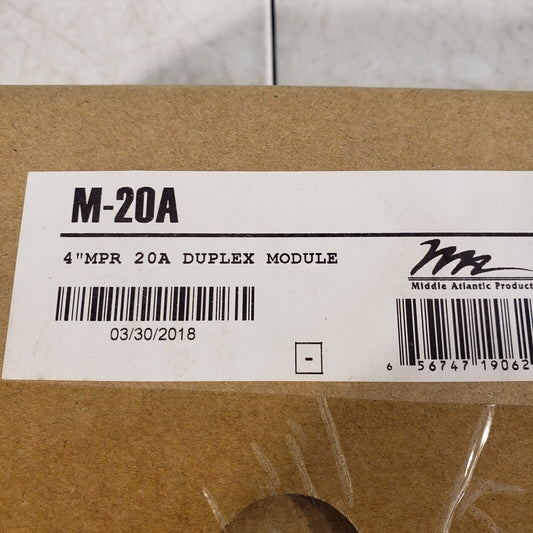 M-20A
4"MPR 20A DUPLEX MODULE
Middle Atlantic Product
03/30/2018
-
6 56747 19062